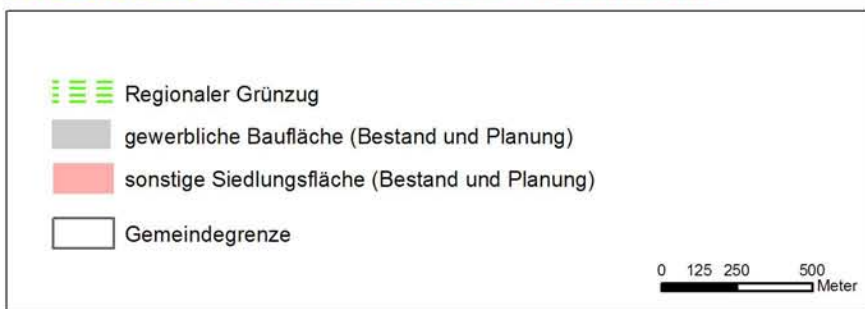 Regionaler Grünzug
gewerbliche Baufläche (Bestand und Planung)
sonstige Siedlungsfläche (Bestand und Planung)
Gemeindegrenze
0 125 250 500
Meter